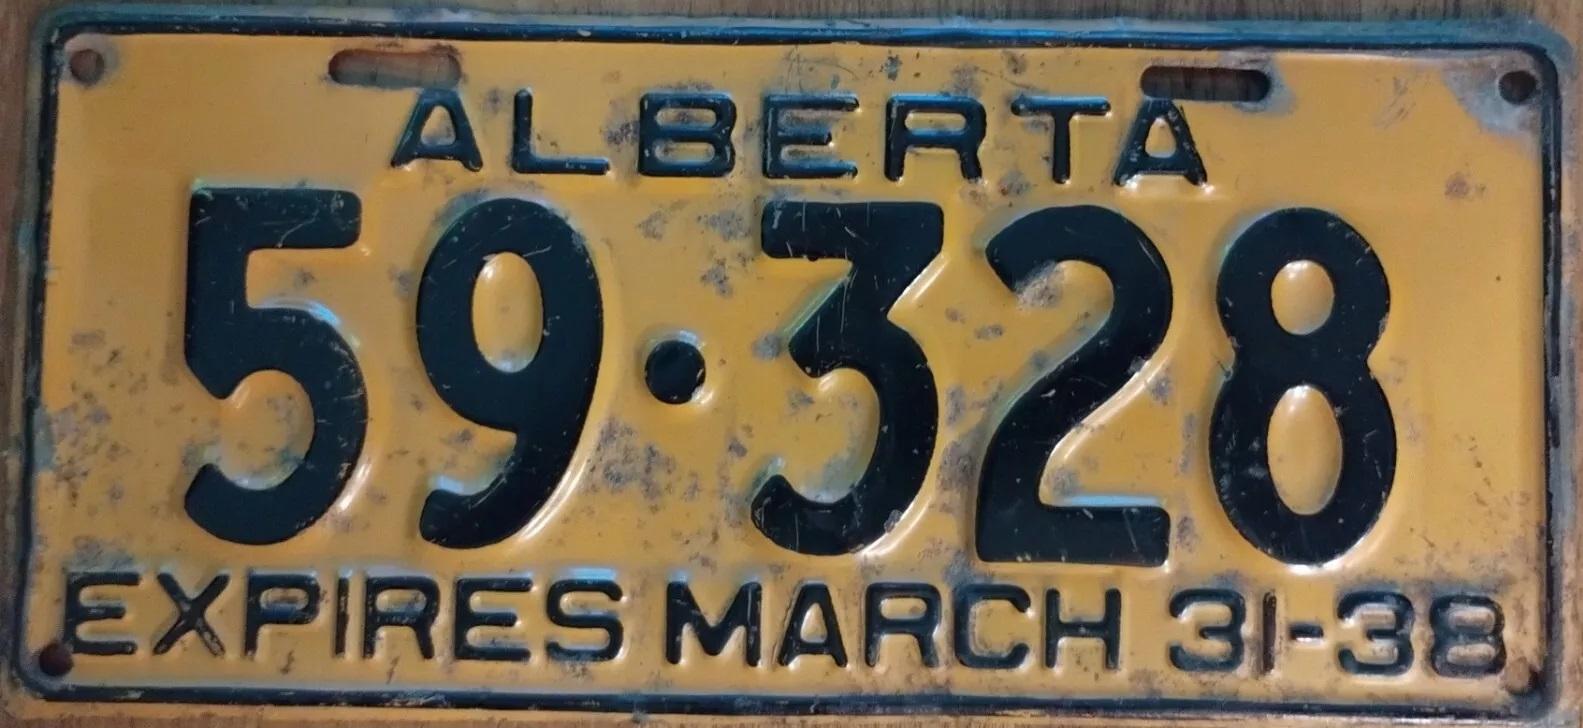 ALBERTA
59·328
EXPIRES MARCH 31-38